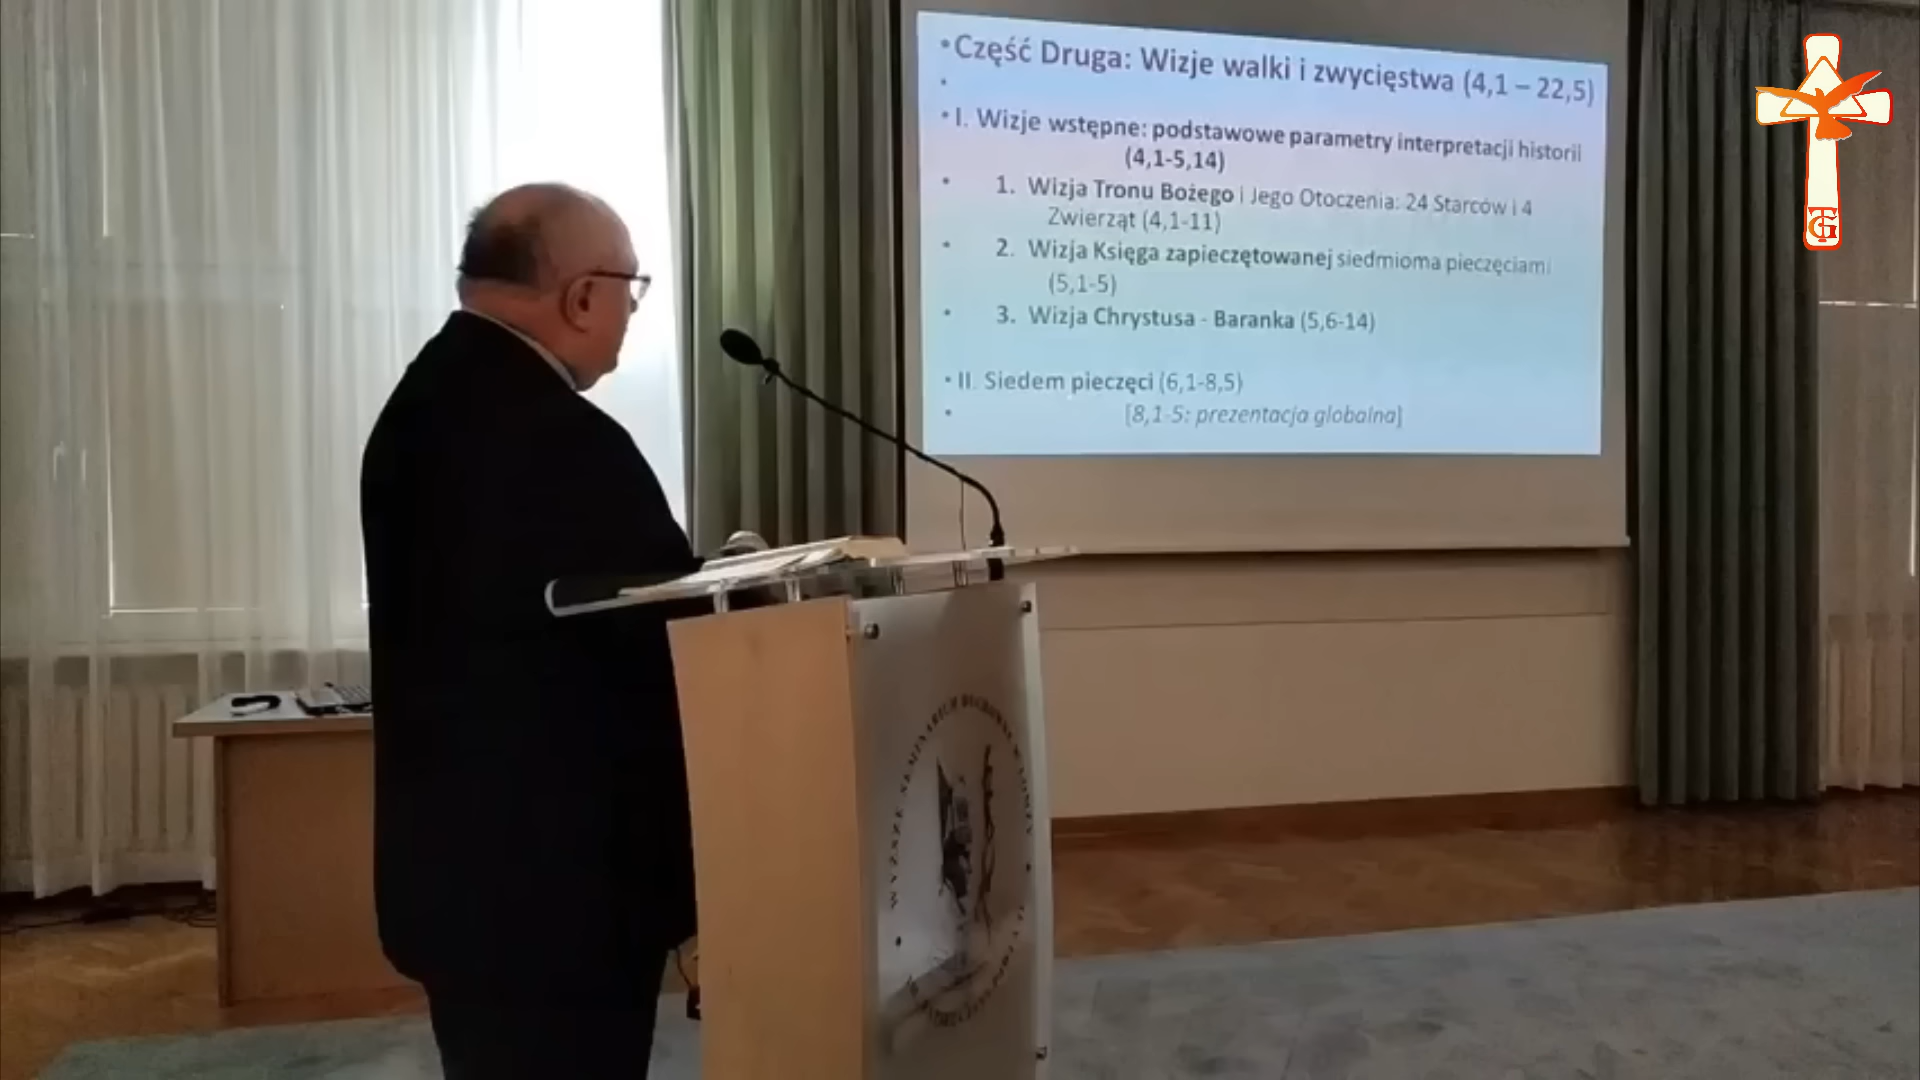 •Część Druga: Wizje walki i zwycięstwa (4,1 – 22,5)
•
•I. Wizje wstępne: podstawowe parametry interpretacji historii
(4,1-5,14)
• 1. Wizja Tronu Bożego i Jego Otoczenia: 24 Starców i 4
Zwierząt (4,1-11)
• 2. Wizja Księga zapieczętowanej siedmioma pieczęciami
(5,1-5)
• 3. Wizja Chrystusa - Baranka (5,6-14)
•II. Siedem pieczęci (6,1-8,5)
• [8,1-5: prezentacja globalna]
WYŻSZE SEMINARIUM DUCHOWNE